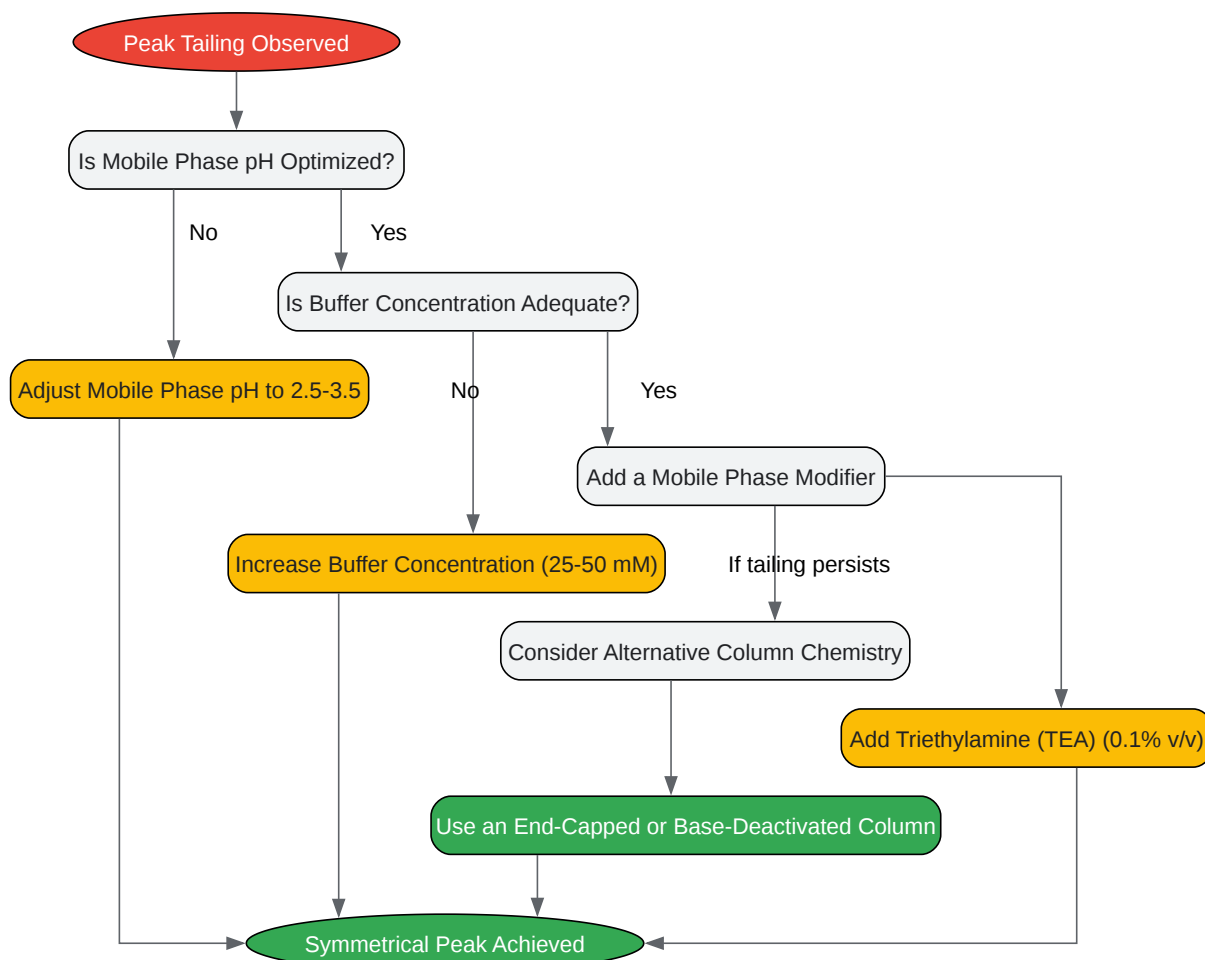 Peak Tailing Observed
Is Mobile Phase pH Optimized?
No
Yes
Is Buffer Concentration Adequate?
Adjust Mobile Phase pH to 2.5-3.5
No
Yes
Add a Mobile Phase Modifier
Increase Buffer Concentration (25-50 mM)
If tailing persists
Consider Alternative Column Chemistry
Add Triethylamine (TEA) (0.1% v/v)
Use an End-Capped or Base-Deactivated Column
Symmetrical Peak Achieved